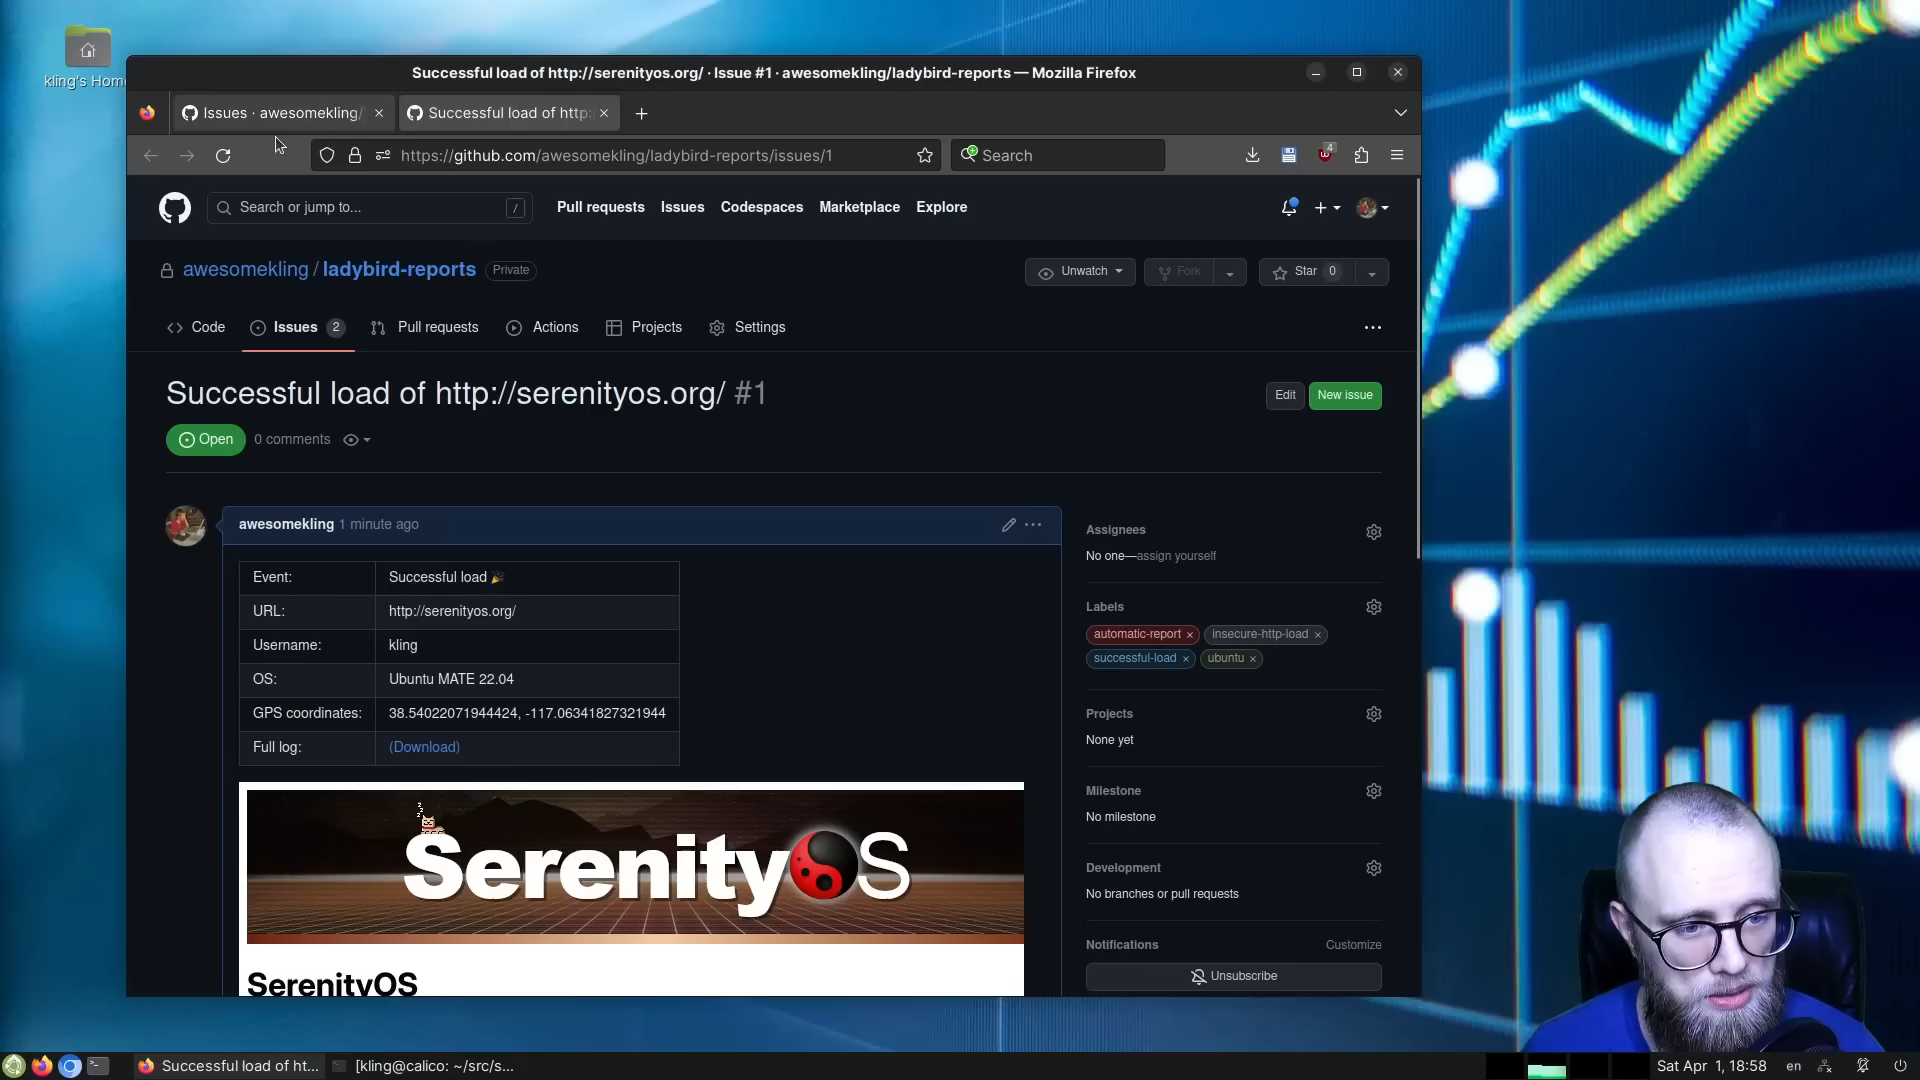 kling's Home
Successful load of http://serenityos.org/ · Issue #1 · awesomekling/ladybird-reports — Mozilla Firefox
Issues · awesomekling/
Successful load of http:
https://github.com/awesomekling/ladybird-reports/issues/1
Search
4
Search or jump to...
/
Pull requests
Issues
Codespaces
Marketplace
Explore
awesomekling / ladybird-reports
Private
Unwatch
Fork
Star 0
Code
Issues 2
Pull requests
Actions
Projects
Settings
Successful load of http://serenityos.org/ #1
Edit
New issue
Open
0 comments
awesomekling 1 minute ago
Event: Successful load
URL: http://serenityos.org/
Username: kling
OS: Ubuntu MATE 22.04
GPS coordinates: 38.54022071944424, -117.06341827321944
Full log: (Download)
z
z
z
SerenityOS
SerenityOS
Assignees
No one—assign yourself
Labels
automatic-report ×
insecure-http-load ×
successful-load ×
ubuntu ×
Projects
None yet
Milestone
No milestone
Development
No branches or pull requests
Notifications
Customize
Unsubscribe
Successful load of ht...
[kling@calico: ~/src/s...
Sat Apr 1, 18:58
en